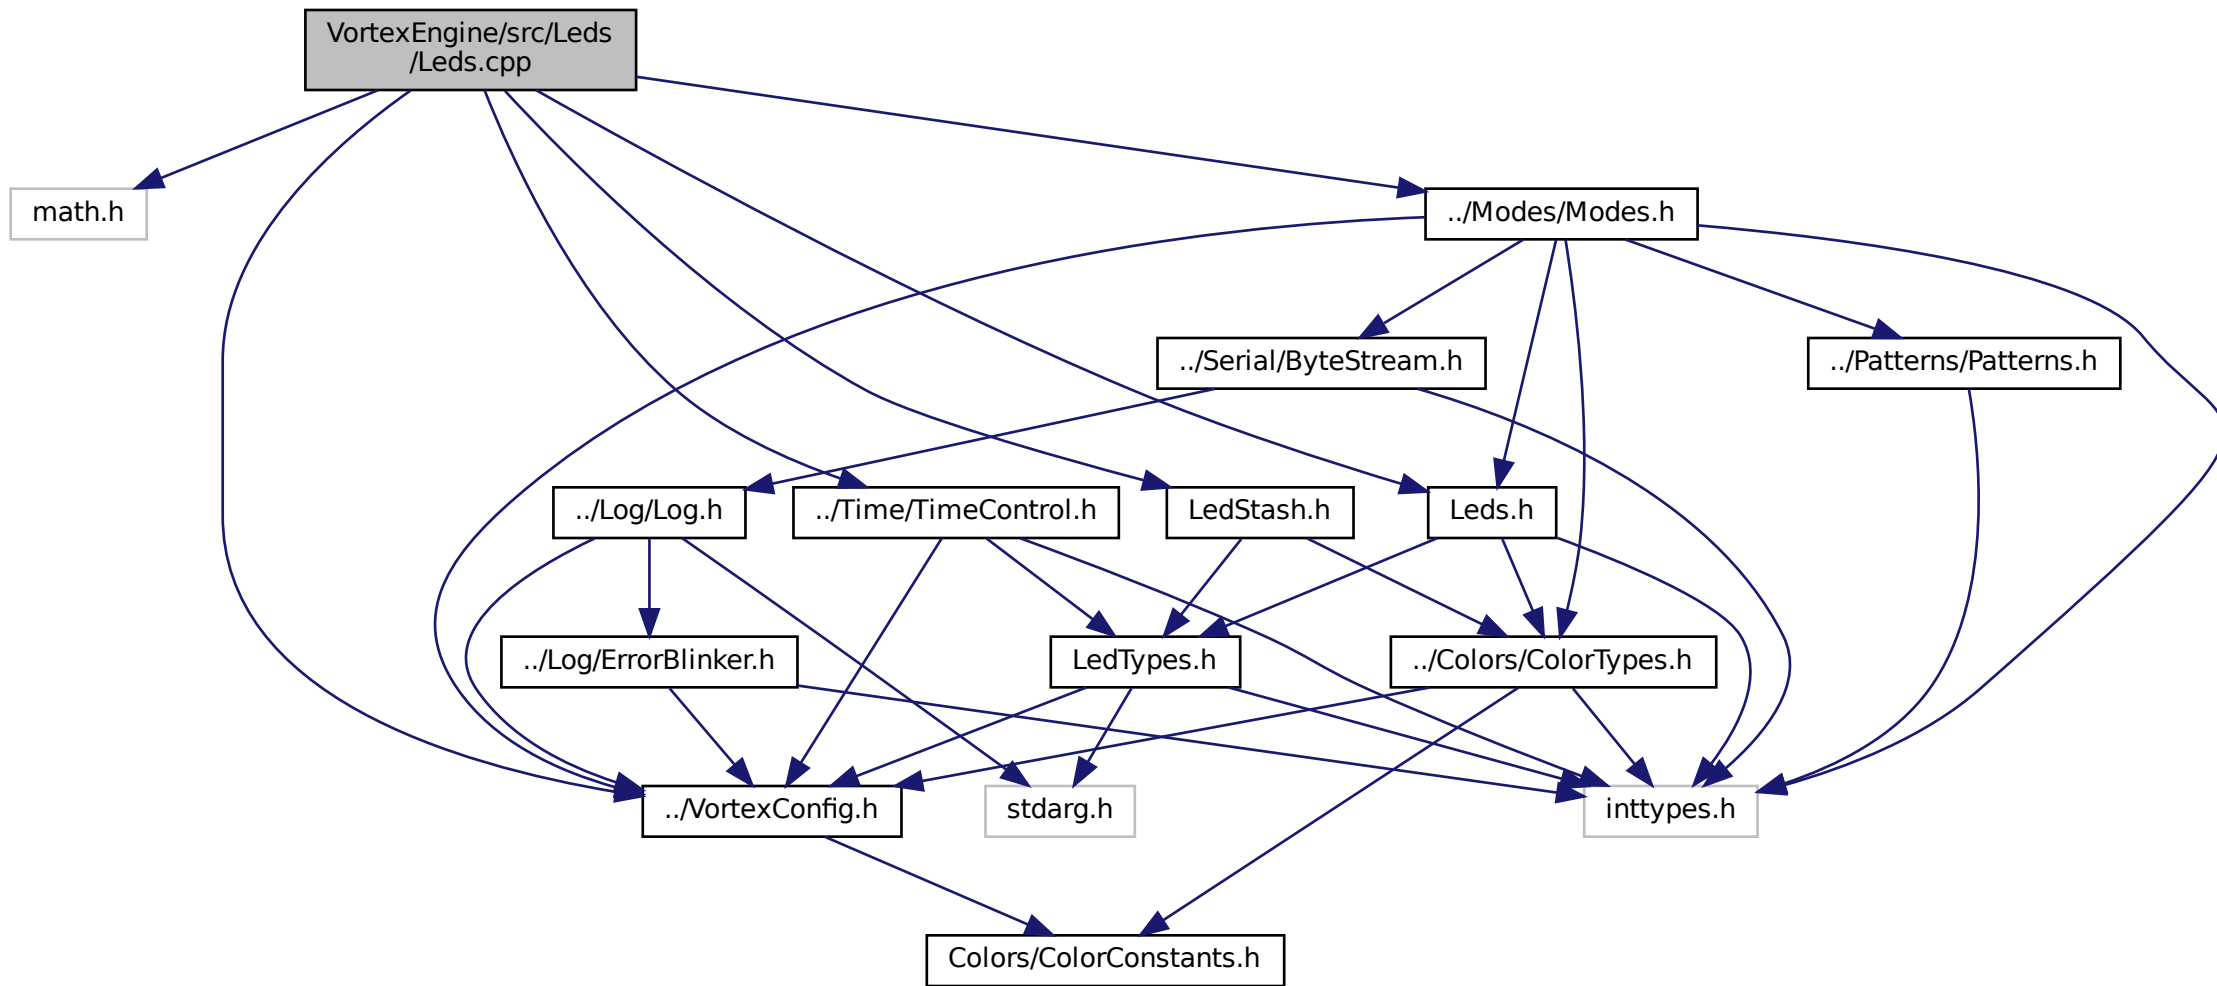 VortexEngine/src/Leds
/Leds.cpp
math.h
../Modes/Modes.h
../Serial/ByteStream.h
../Patterns/Patterns.h
../Log/Log.h
../Time/TimeControl.h
LedStash.h
Leds.h
../Log/ErrorBlinker.h
LedTypes.h
../Colors/ColorTypes.h
../VortexConfig.h
stdarg.h
inttypes.h
Colors/ColorConstants.h